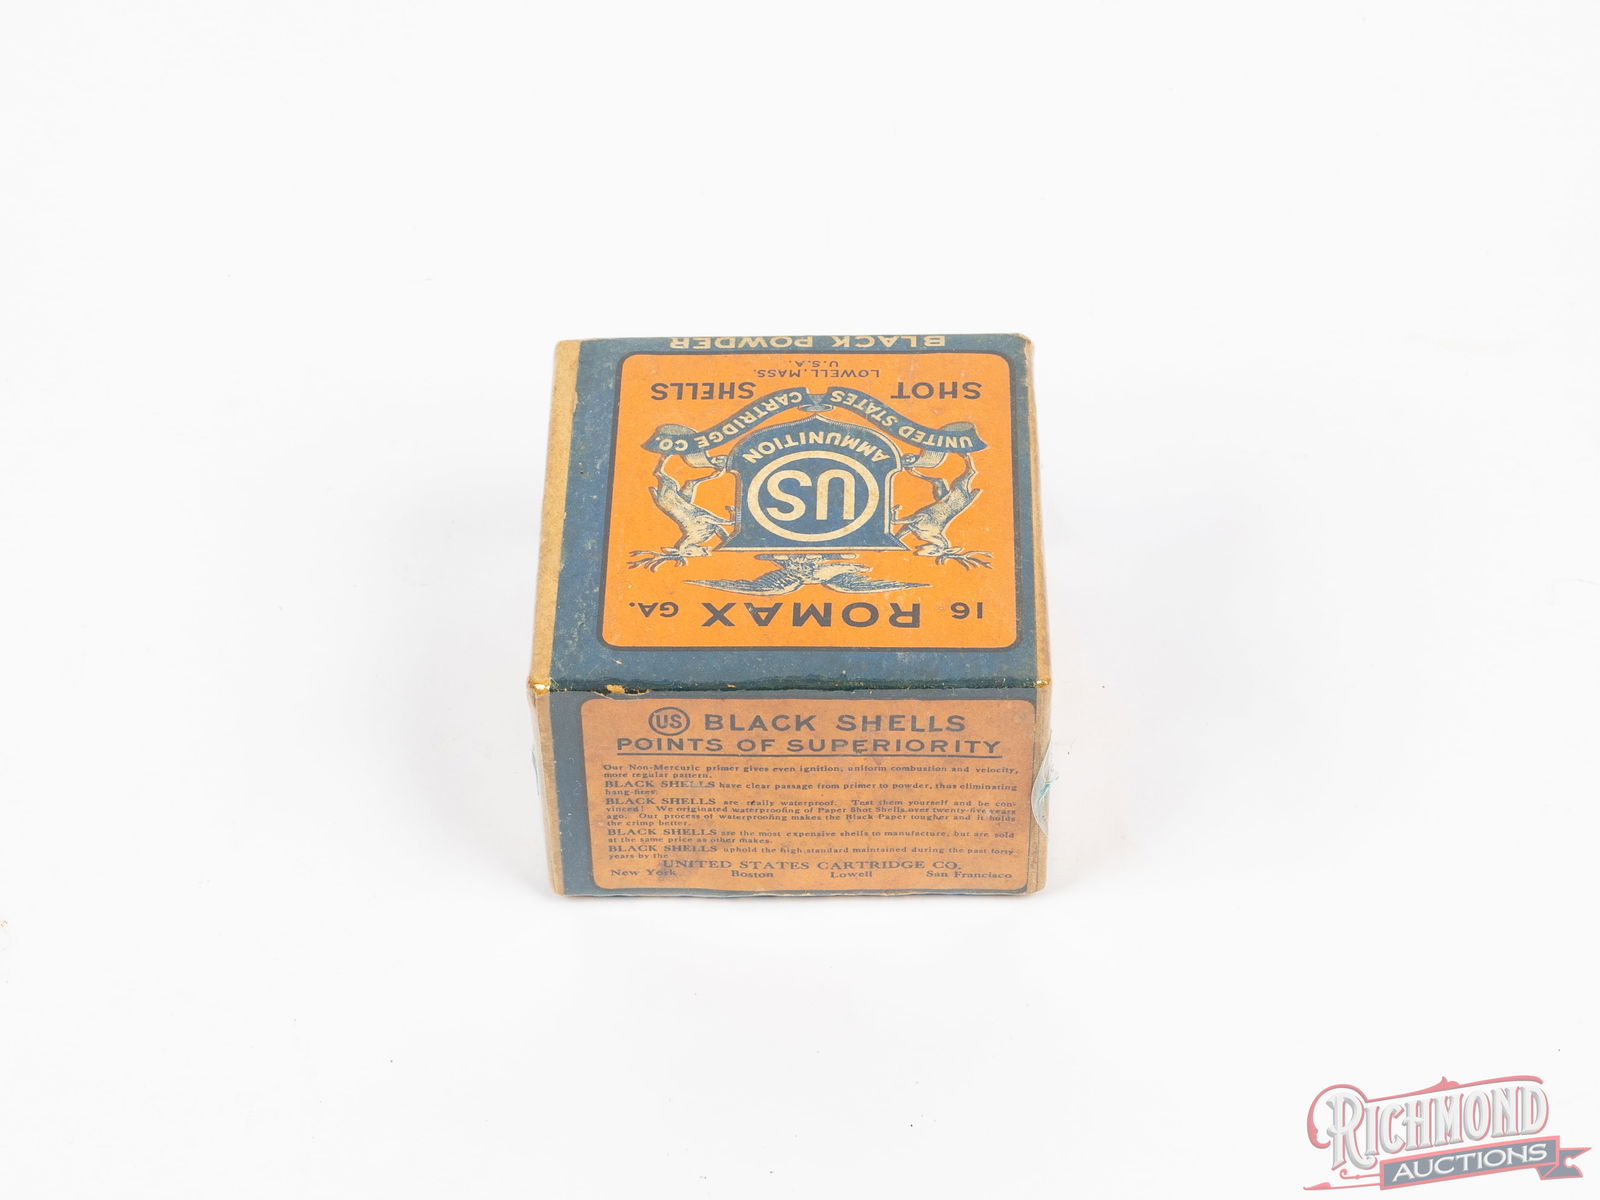 BLACK POWDER
LOWELL, MASS.
U.S.A.
SHOT SHELLS
UNITED STATES CARTRIDGE CO.
AMMUNITION
US
16 ROMAX GA.
US BLACK SHELLS
POINTS OF SUPERIORITY
Our Non-Mercuric primer gives even ignition, uniform combustion and velocity,
more regular pattern.
BLACK SHELLS have clear passage from primer to powder, thus eliminating
hang-fires.
BLACK SHELLS are really waterproof. Test them yourself and be con-
vinced! We originated waterproofing of Paper Shot Shells over twenty-five years
ago. Our process of waterproofing makes the Black Paper tougher and it holds
the crimp better.
BLACK SHELLS are the most expensive shells to manufacture, but are sold
at the same price as other makes.
BLACK SHELLS uphold the high standard maintained during the past forty
years by the
UNITED STATES CARTRIDGE CO.
New York Boston Lowell San Francisco
RICHMOND
AUCTIONS